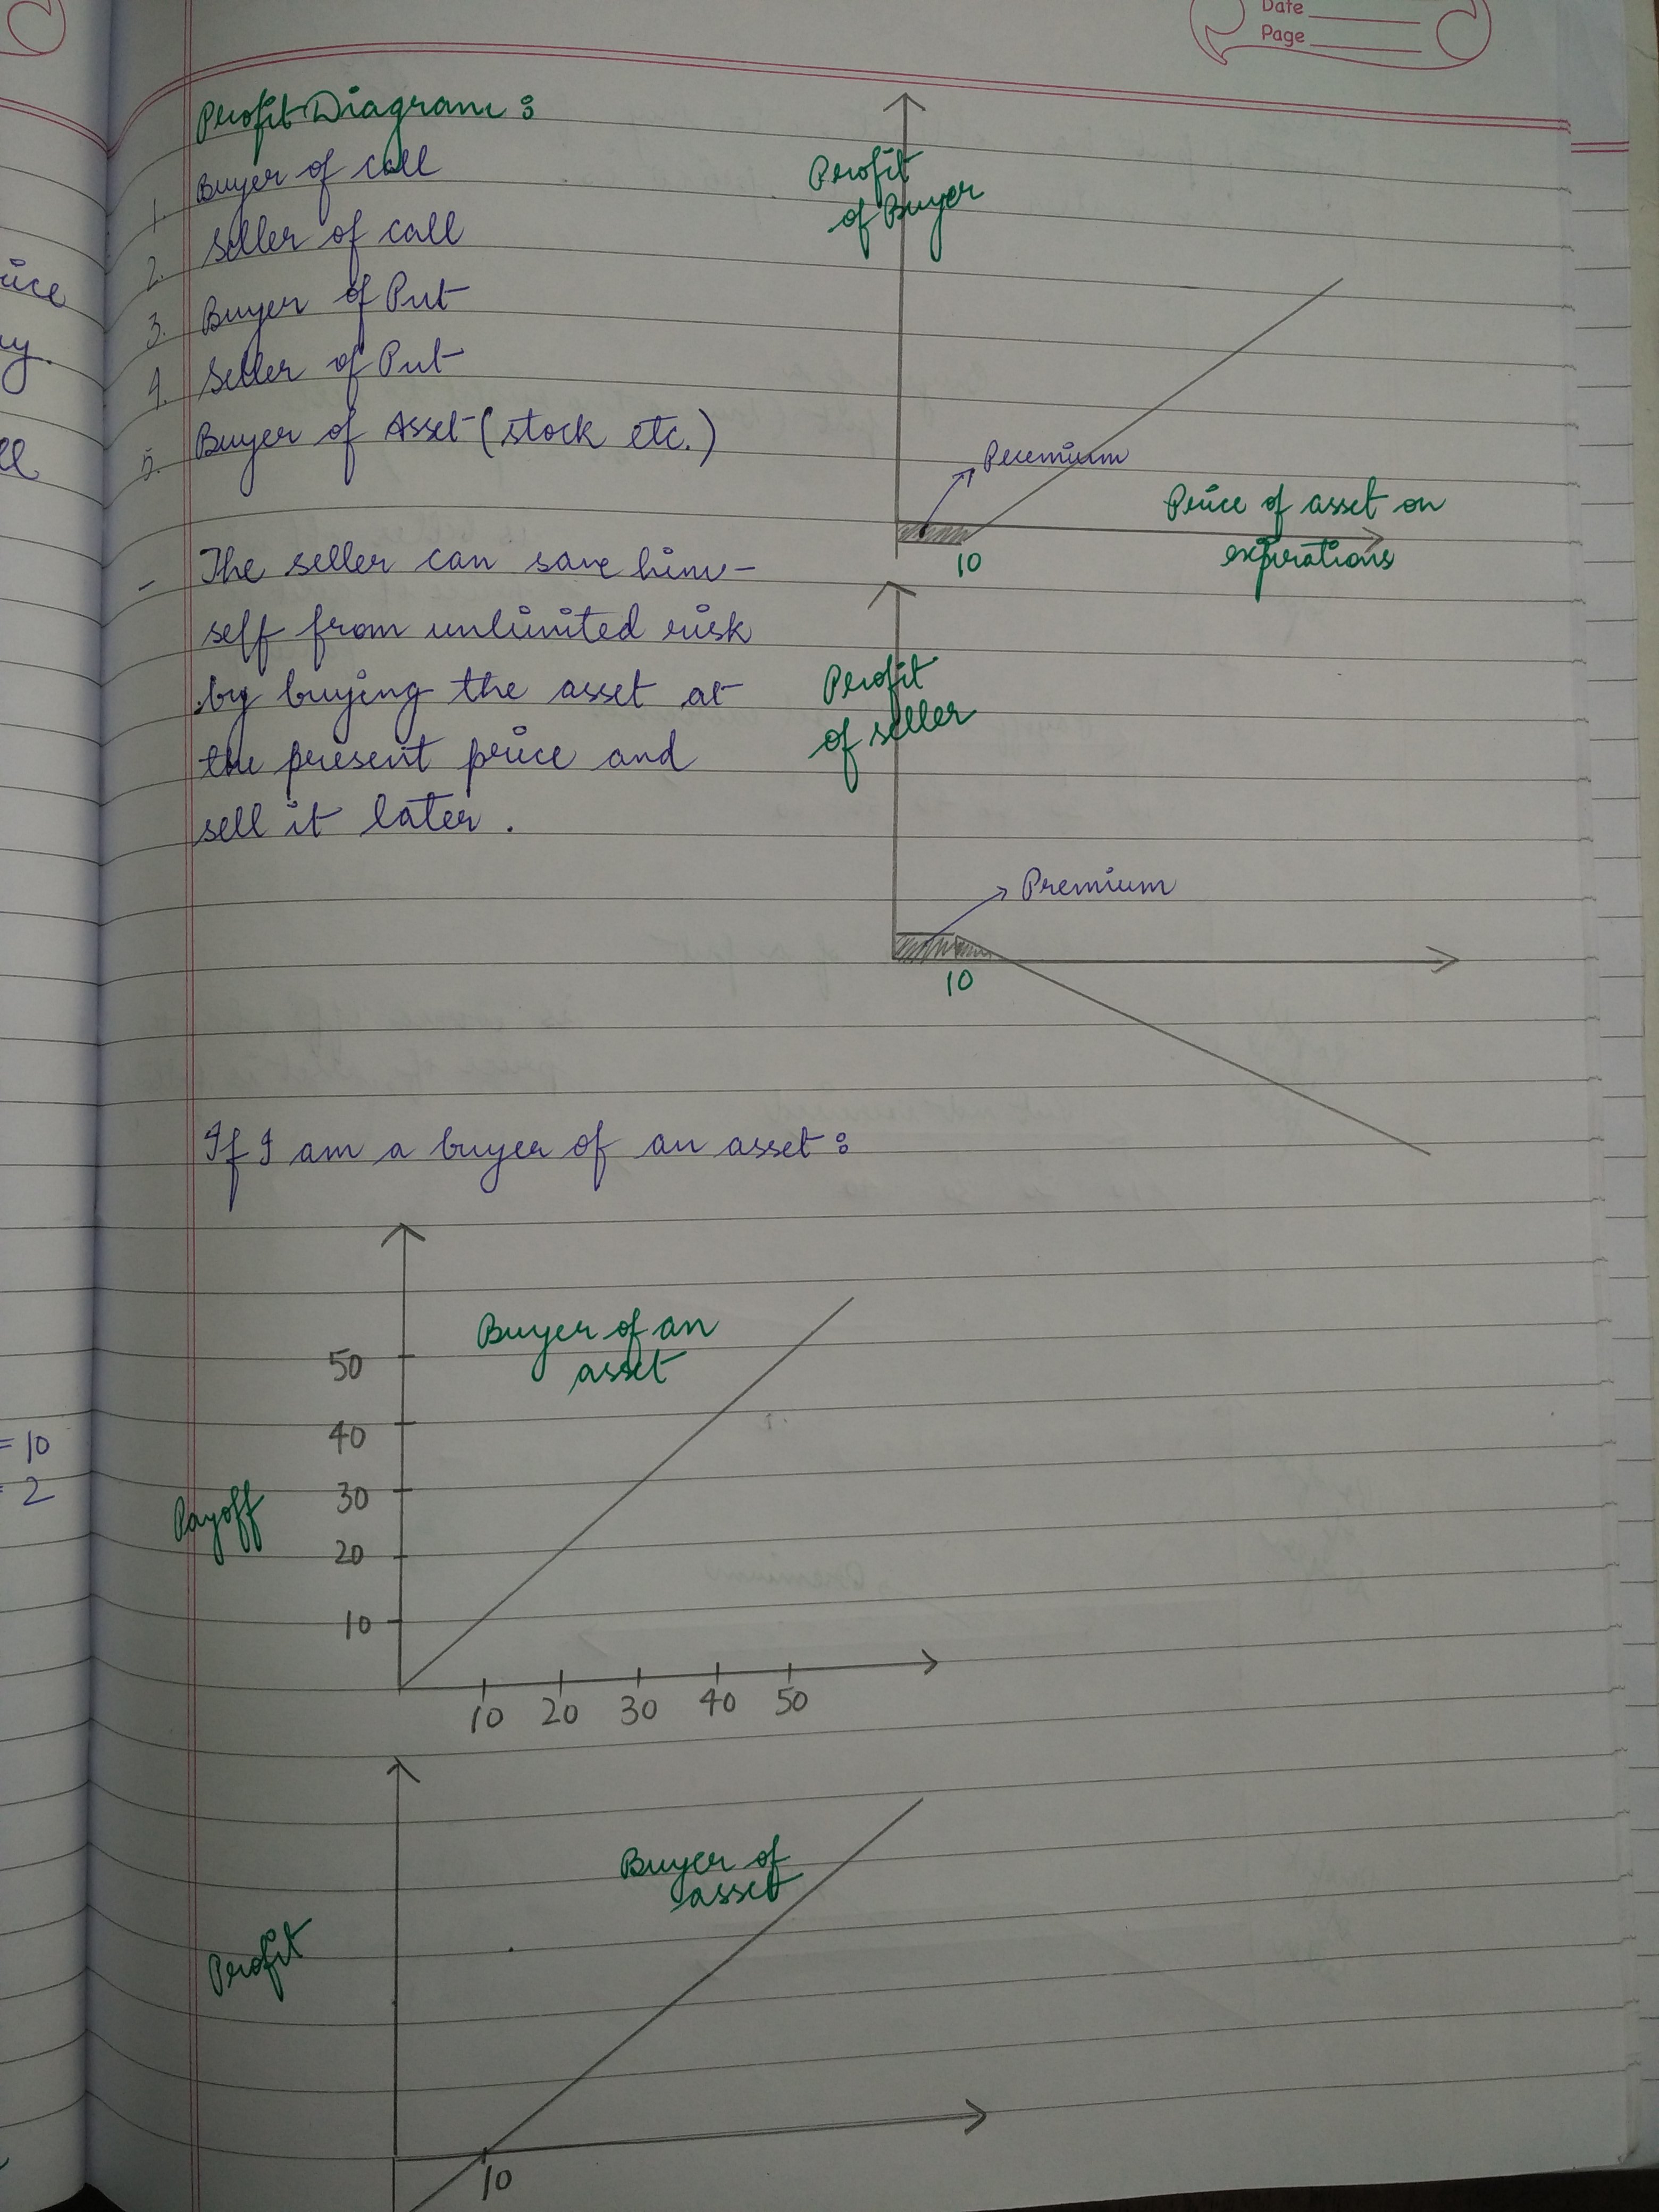 Date
Page
Profit Diagram :
1. Buyer of call
2. Seller of call
3. Buyer of Put
4. Seller of Put
5. Buyer of Asset (stock etc.)
- The seller can save him-
self from unlimited risk
by buying the asset at
the present price and
sell it later.
Profit
of Buyer
Premium
Price of asset on
expirations
10
Profit
of seller
Premium
10
If I am a buyer of an asset :
Buyer of an
asset
50
40
30
20
10
Payoff
10 20 30 40 50
Buyer of
asset
Profit
10
= 10
2